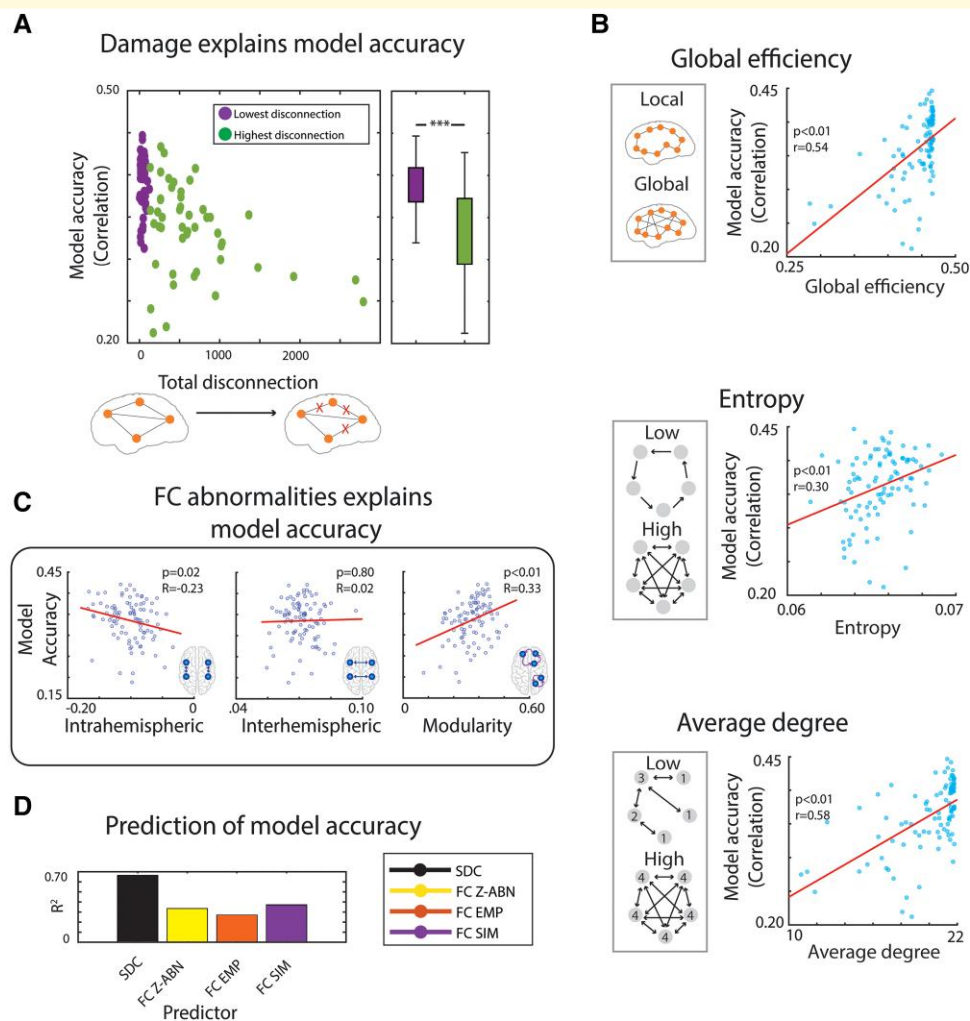 A
Damage explains model accuracy
0.50
Lowest disconnection
Highest disconnection
***
Model accuracy
(Correlation)
0.20
0
1000
2000
Total disconnection
X
X
X
B
Global efficiency
Local
Global
0.45
p<0.01
r=0.54
Model accuracy
(Correlation)
0.20
0.25
0.50
Global efficiency
Entropy
Low
High
0.45
p<0.01
r=0.30
Model accuracy
(Correlation)
0.20
0.06
0.07
Entropy
Average degree
Low
3
1
2
1
1
High
4
4
4
4
4
0.45
p<0.01
r=0.58
Model accuracy
(Correlation)
0.20
10
22
Average degree
C
FC abnormalities explains
model accuracy
0.45
Model
Accuracy
0.15
p=0.02
R=-0.23
-0.20
0
Intrahemispheric
p=0.80
R=0.02
.04
0.10
Interhemispheric
p<0.01
R=0.33
0
0.60
Modularity
D
Prediction of model accuracy
0.70
R²
0
SDC
FC Z-ABN
FC EMP
FC SIM
Predictor
SDC
FC Z-ABN
FC EMP
FC SIM